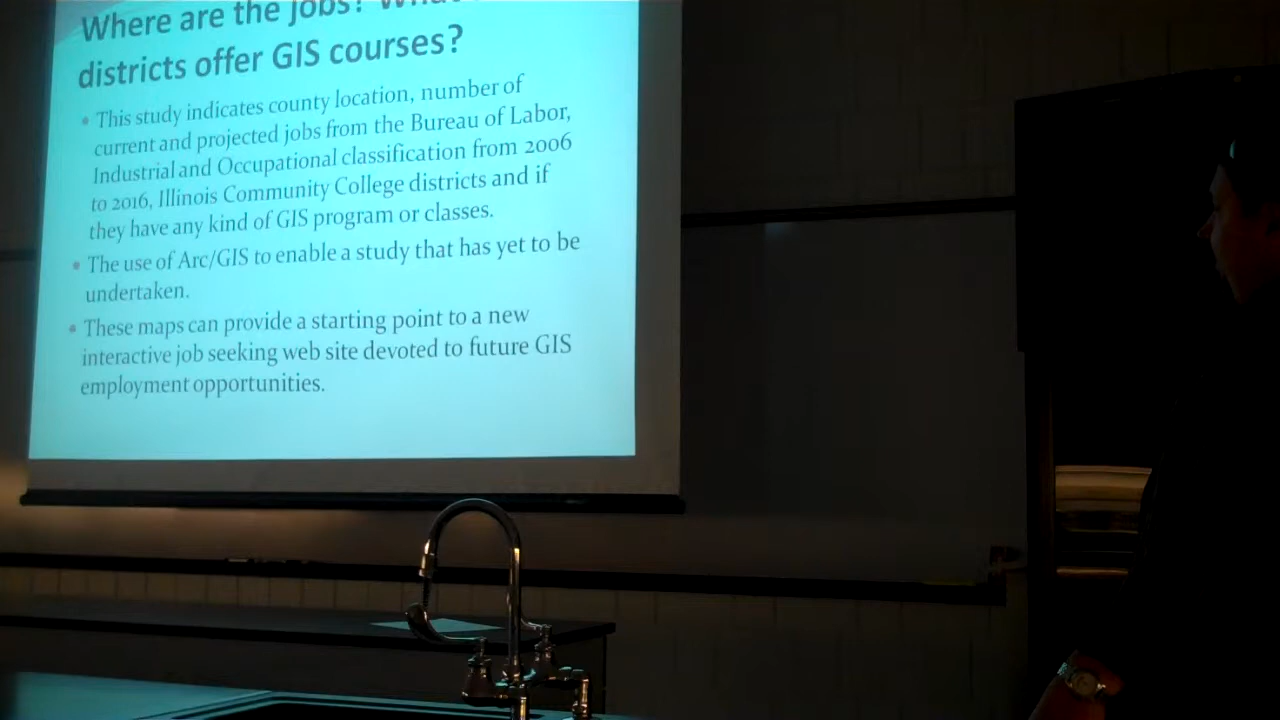 Where are the jobs? What
districts offer GIS courses?
• This study indicates county location, number of
current and projected jobs from the Bureau of Labor,
Industrial and Occupational classification from 2006
to 2016, Illinois Community College districts and if
they have any kind of GIS program or classes.
• The use of Arc/GIS to enable a study that has yet to be
undertaken.
• These maps can provide a starting point to a new
interactive job seeking web site devoted to future GIS
employment opportunities.